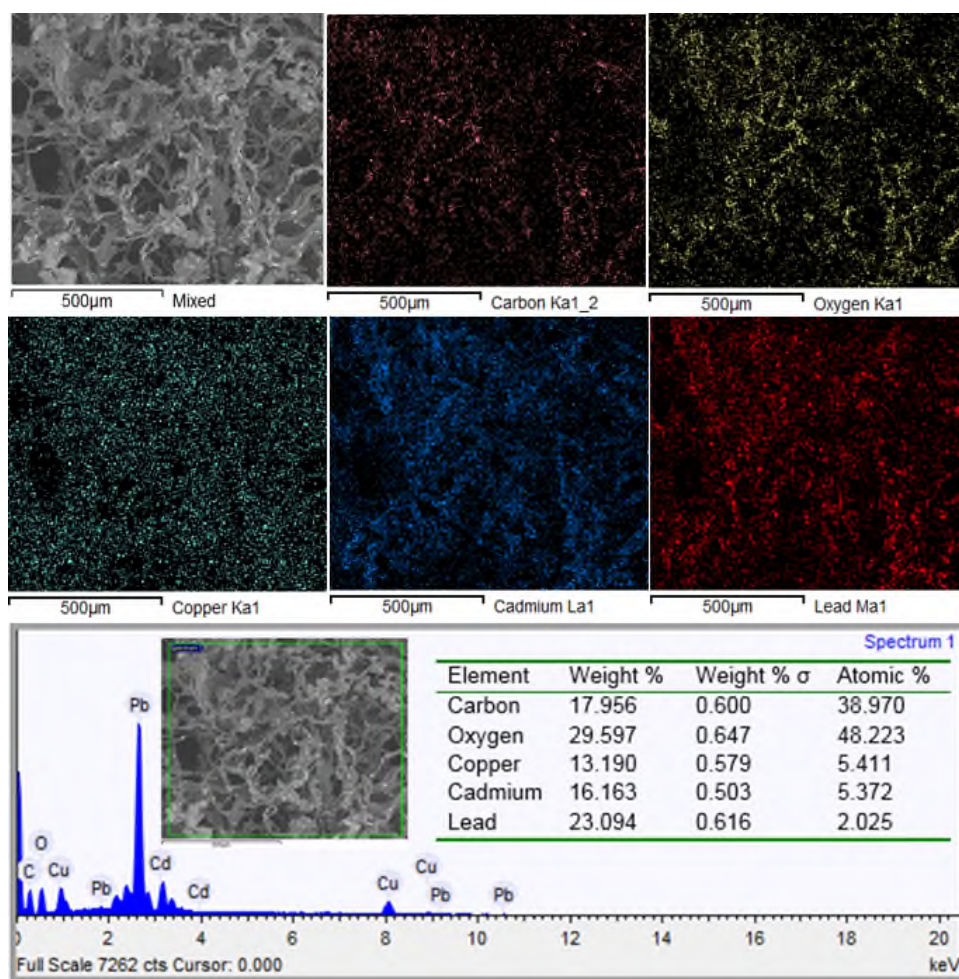 500μm Mixed
500μm Carbon Ka1_2
500μm Oxygen Ka1
500μm Copper Ka1
500μm Cadmium La1
500μm Lead Ma1
Spectrum 1
Element Weight % Weight % σ Atomic %
Carbon 17.956 0.600 38.970
Oxygen 29.597 0.647 48.223
Copper 13.190 0.579 5.411
Cadmium 16.163 0.503 5.372
Lead 23.094 0.616 2.025
Pb
O
C
Cu
Pb
Cd
Cd
Cu
Cu
Pb
Pb
0 2 4 6 8 10 12 14 16 18 20
Full Scale 7262 cts Cursor: 0.000 keV